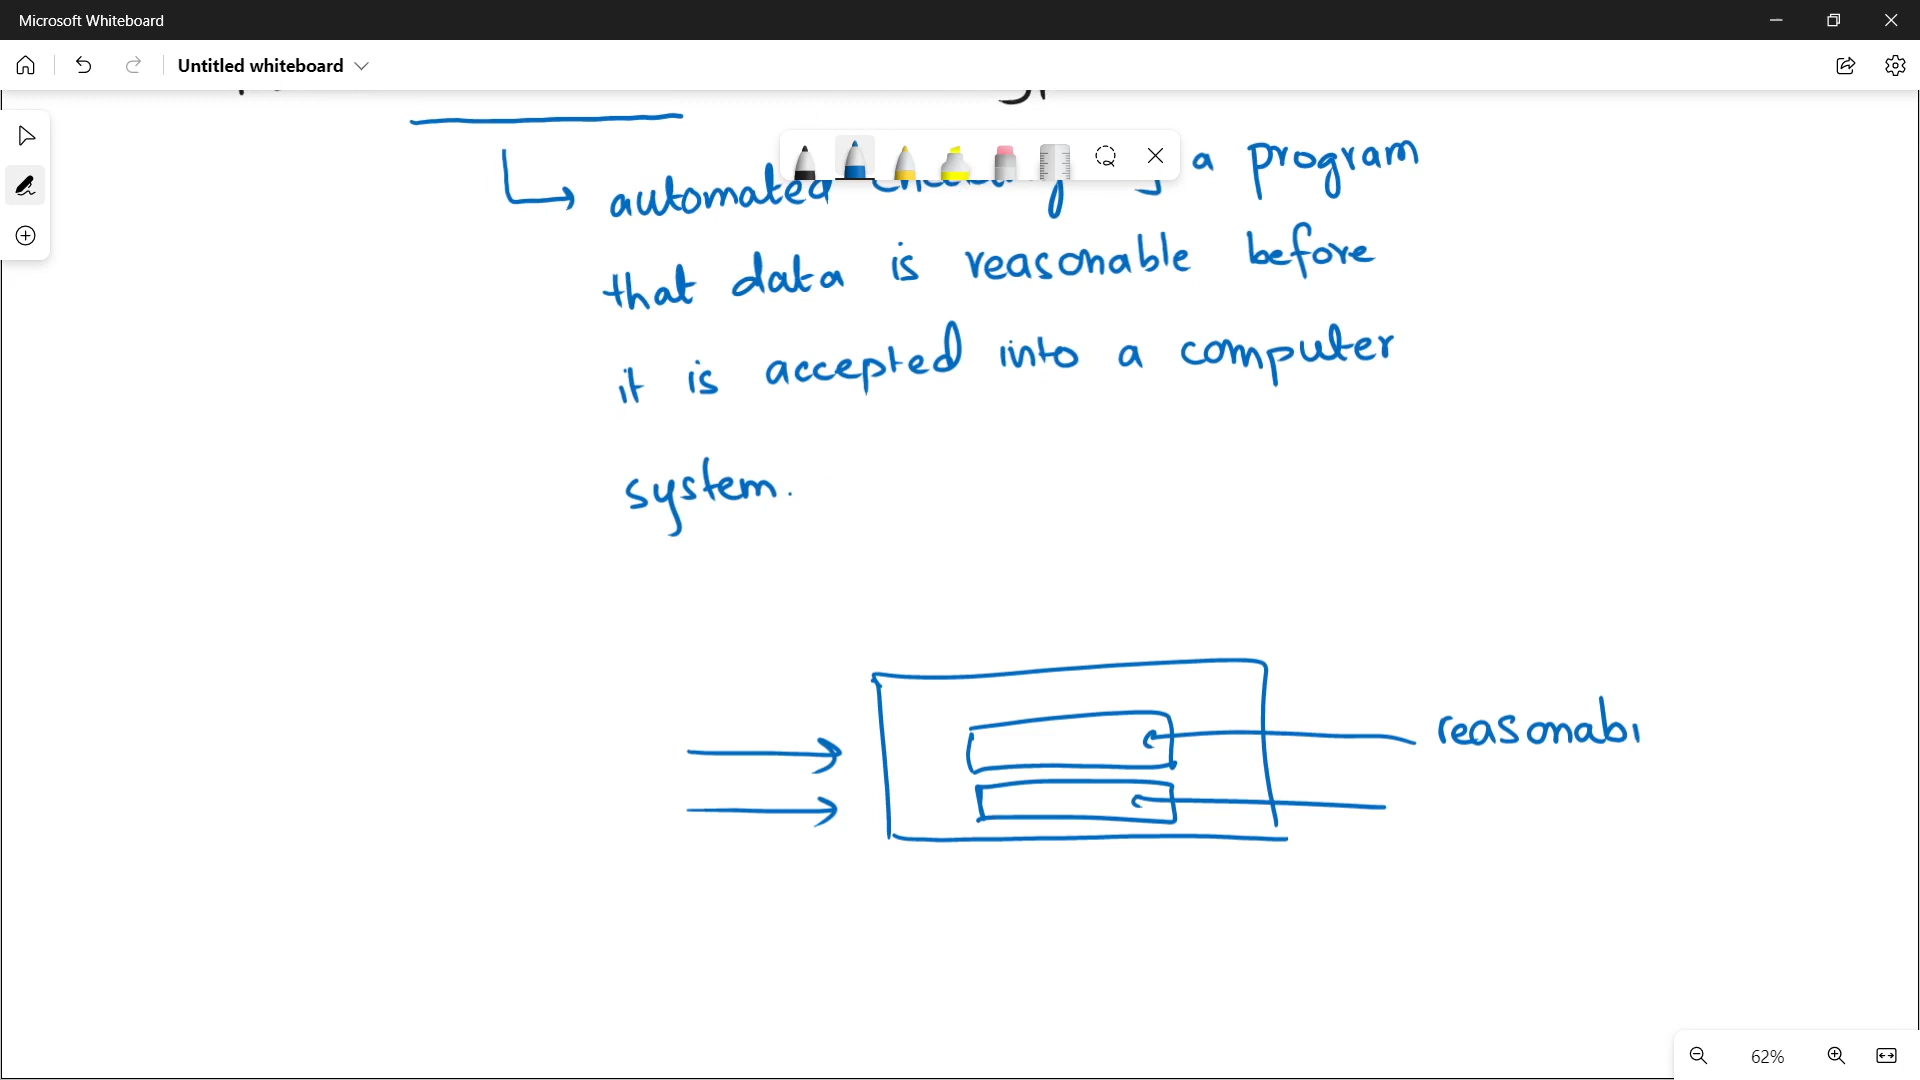 Microsoft Whiteboard
Untitled whiteboard
automated a program
that data is reasonable before
it is accepted into a computer
system.
reasonabi
62%